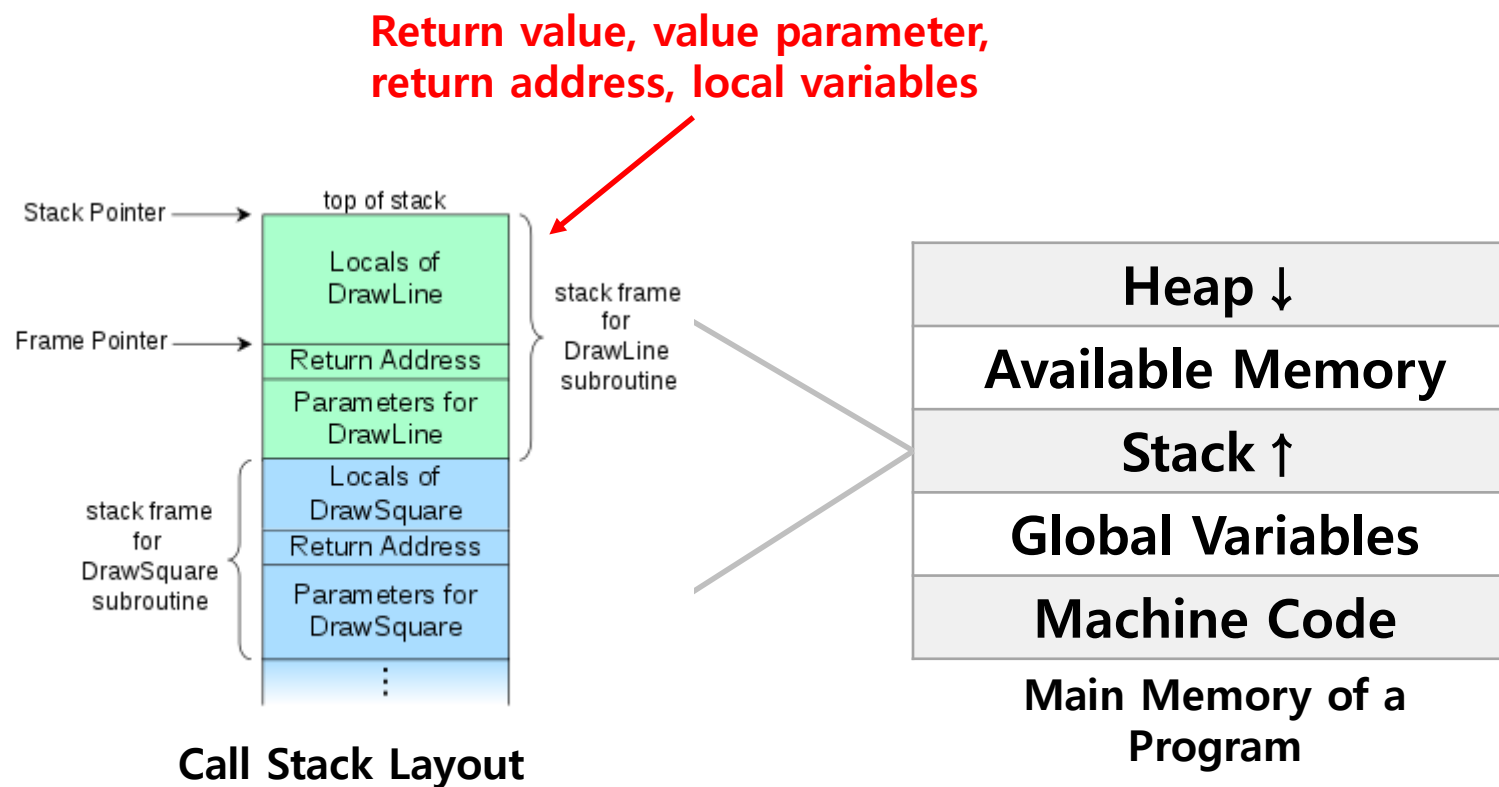 Return value, value parameter,
return address, local variables
top of stack
Stack Pointer
Locals of
DrawLine
stack frame
for
DrawLine
subroutine
Frame Pointer
Return Address
Parameters for
DrawLine
Locals of
DrawSquare
stack frame
for
DrawSquare
subroutine
Return Address
Parameters for
DrawSquare
⋮
Call Stack Layout
Heap ↓
Available Memory
Stack ↑
Global Variables
Machine Code
Main Memory of a
Program